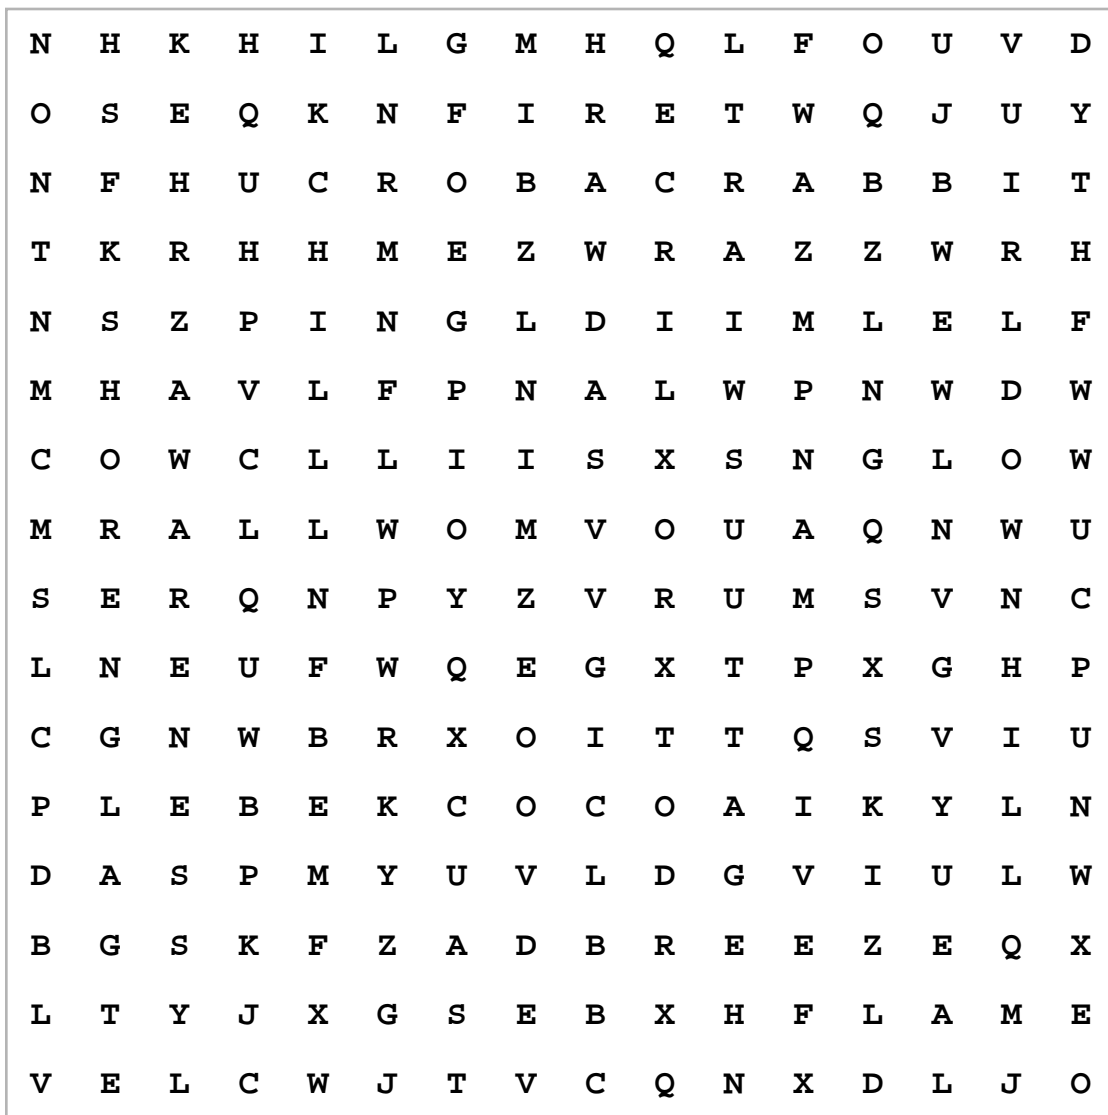 N H K H I L G M H Q L F O U V D
O S E Q K N F I R E T W Q J U Y
N F H U C R O B A C R A B B I T
T K R H H M E Z W R A Z Z W R H
N S Z P I N G L D I I M L E L F
M H A V L F P N A L W P N W D W
C O W C L L I I S X S N G L O W
M R A L L W O M V O U A Q N W U
S E R Q N P Y Z V R U M S V N C
L N E U F W Q E G X T P X G H P
C G N W B R X O I T T Q S V I U
P L E B E K C O C O A I K Y L N
D A S P M Y U V L D G V I U L W
B G S K F Z A D B R E E Z E Q X
L T Y J X G S E B X H F L A M E
V E L C W J T V C Q N X D L J O